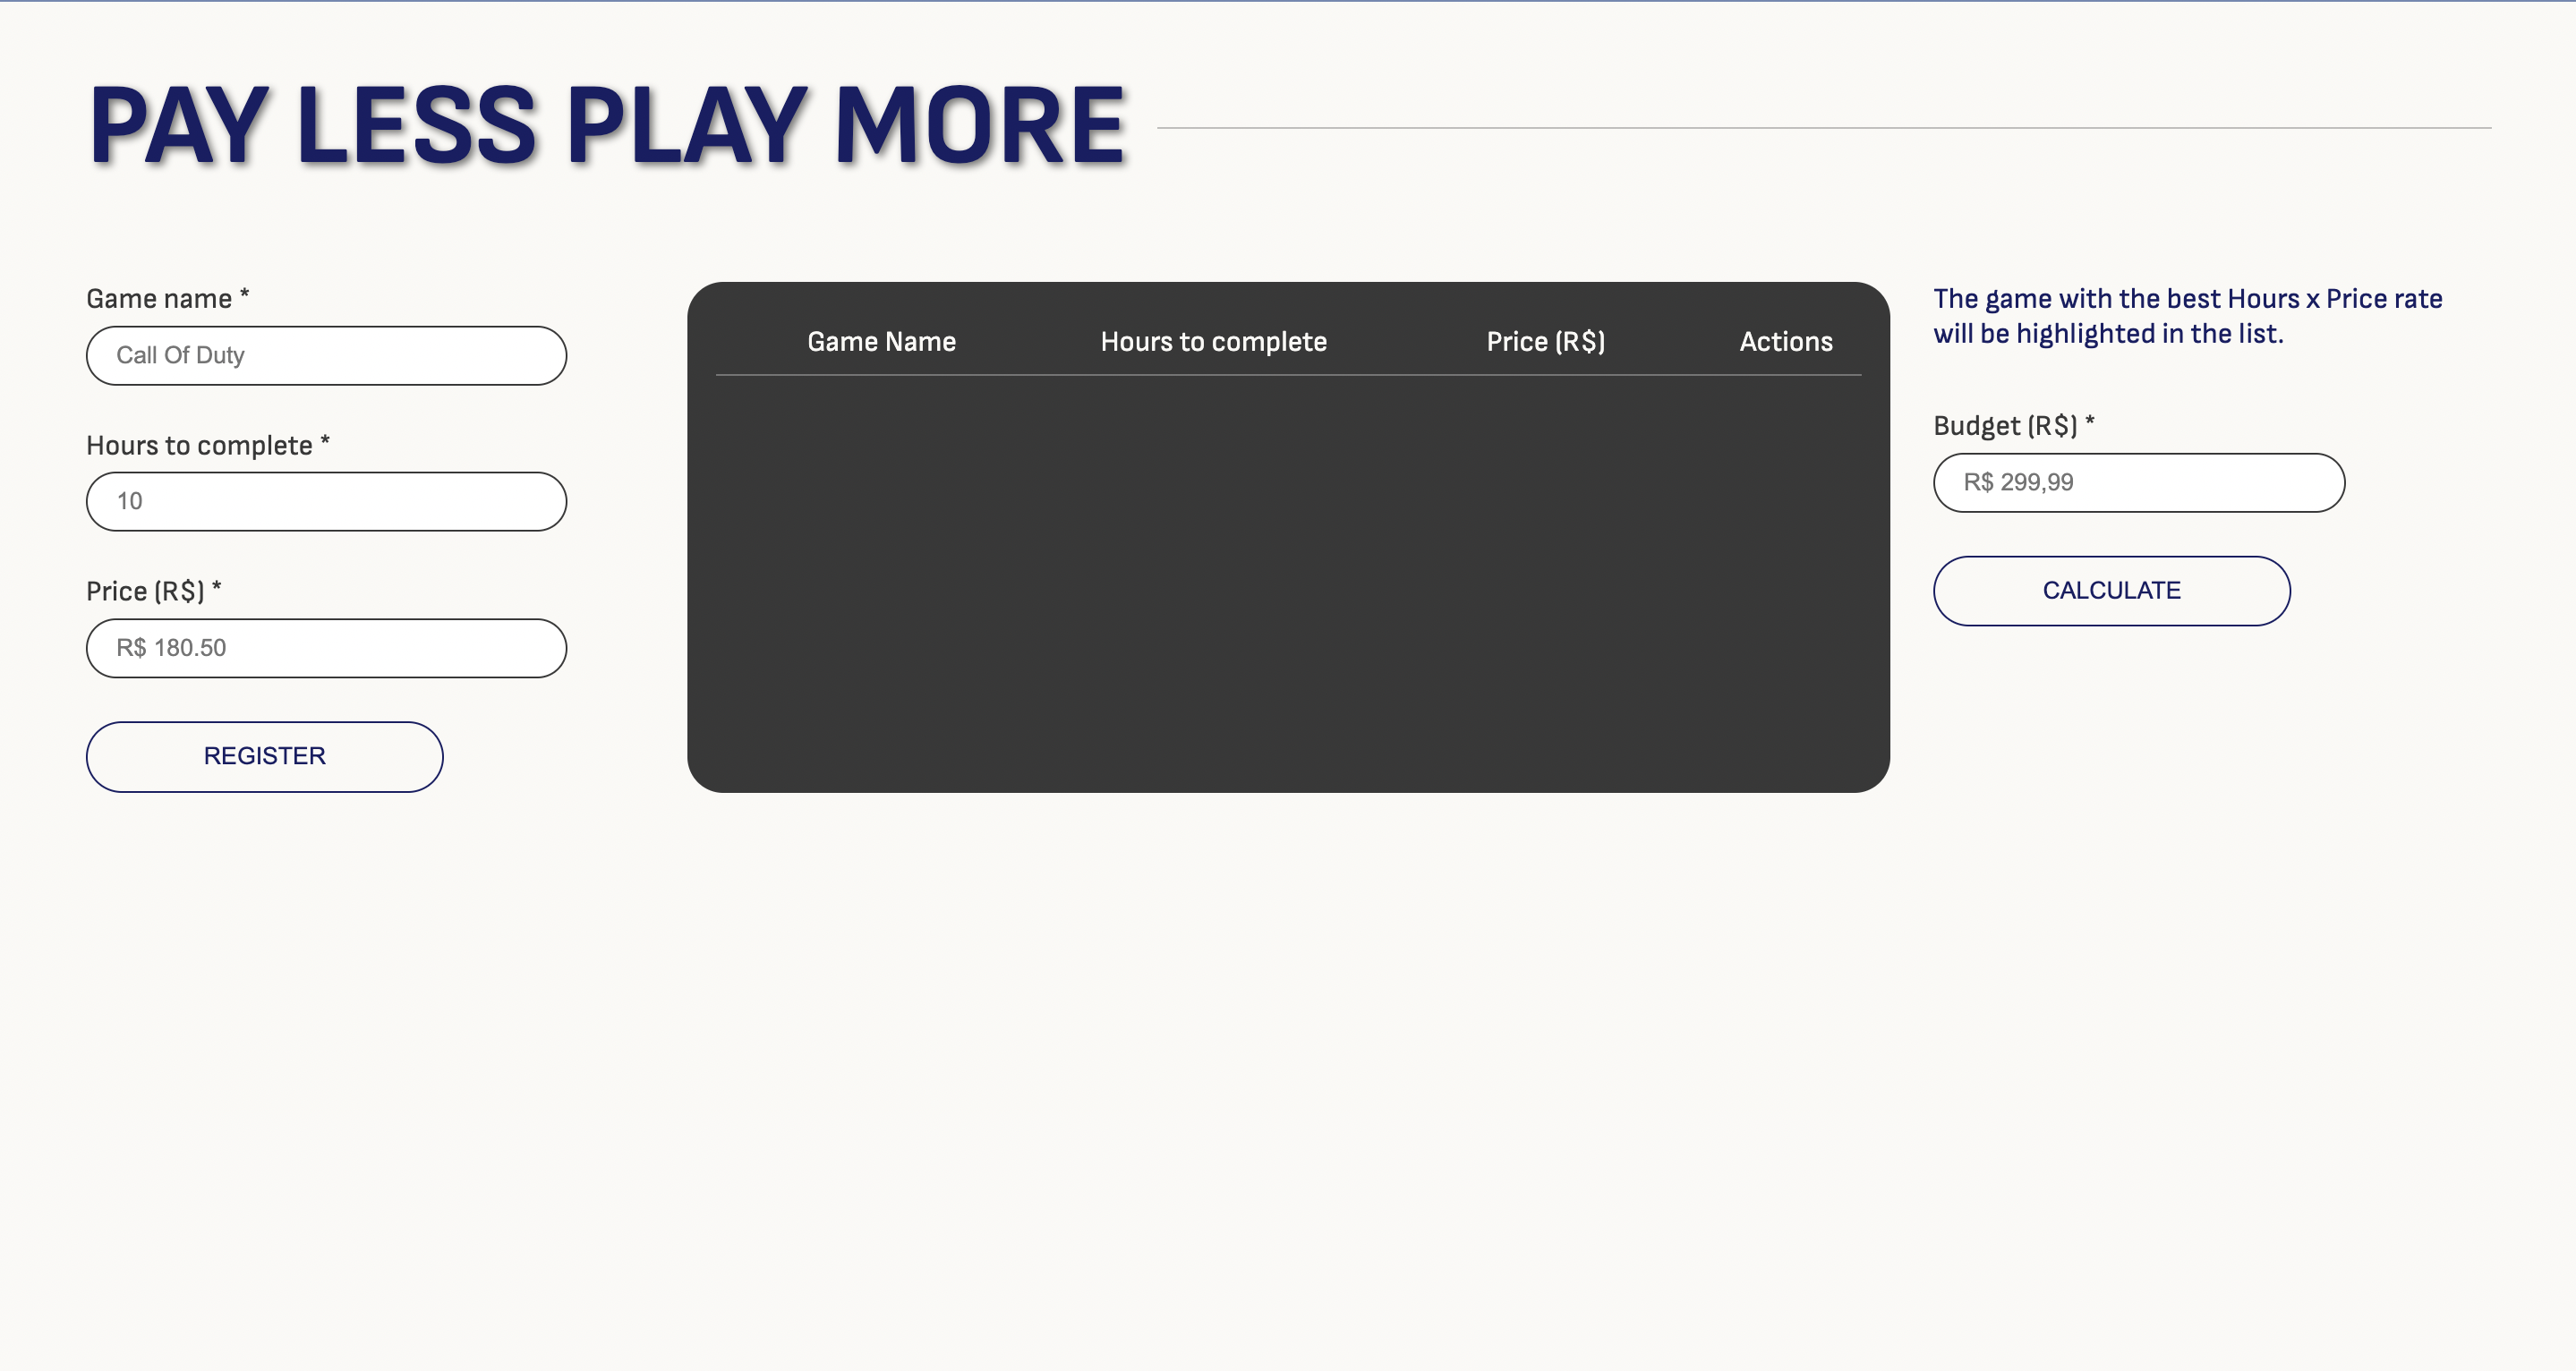 PAY LESS PLAY MORE
Game name *
Call Of Duty
Hours to complete *
10
Price (R$) *
R$ 180.50
REGISTER
Game Name Hours to complete Price (R$) Actions
The game with the best Hours x Price rate
will be highlighted in the list.
Budget (R$) *
R$ 299,99
CALCULATE